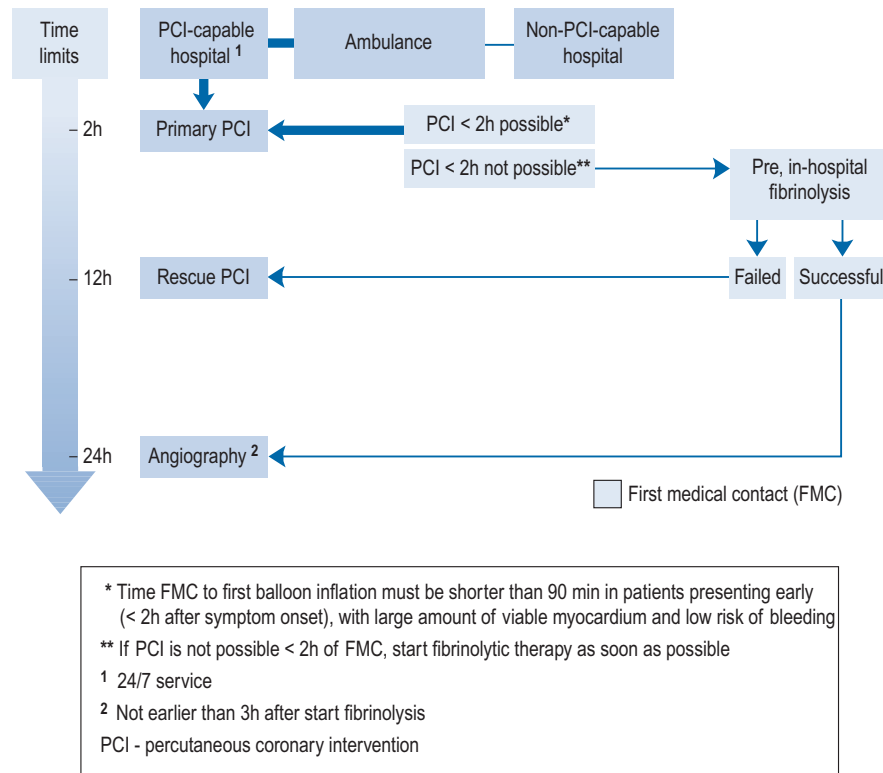 Time
limits
PCI-capable
hospital 1
Ambulance
Non-PCI-capable
hospital
2h
Primary PCI
PCI < 2h possible*
PCI < 2h not possible**
Pre, in-hospital
fibrinolysis
12h
Rescue PCI
Failed
Successful
24h
Angiography 2
First medical contact (FMC)
* Time FMC to first balloon inflation must be shorter than 90 min in patients presenting early
(< 2h after symptom onset), with large amount of viable myocardium and low risk of bleeding
** If PCI is not possible < 2h of FMC, start fibrinolytic therapy as soon as possible
1 24/7 service
2 Not earlier than 3h after start fibrinolysis
PCI - percutaneous coronary intervention